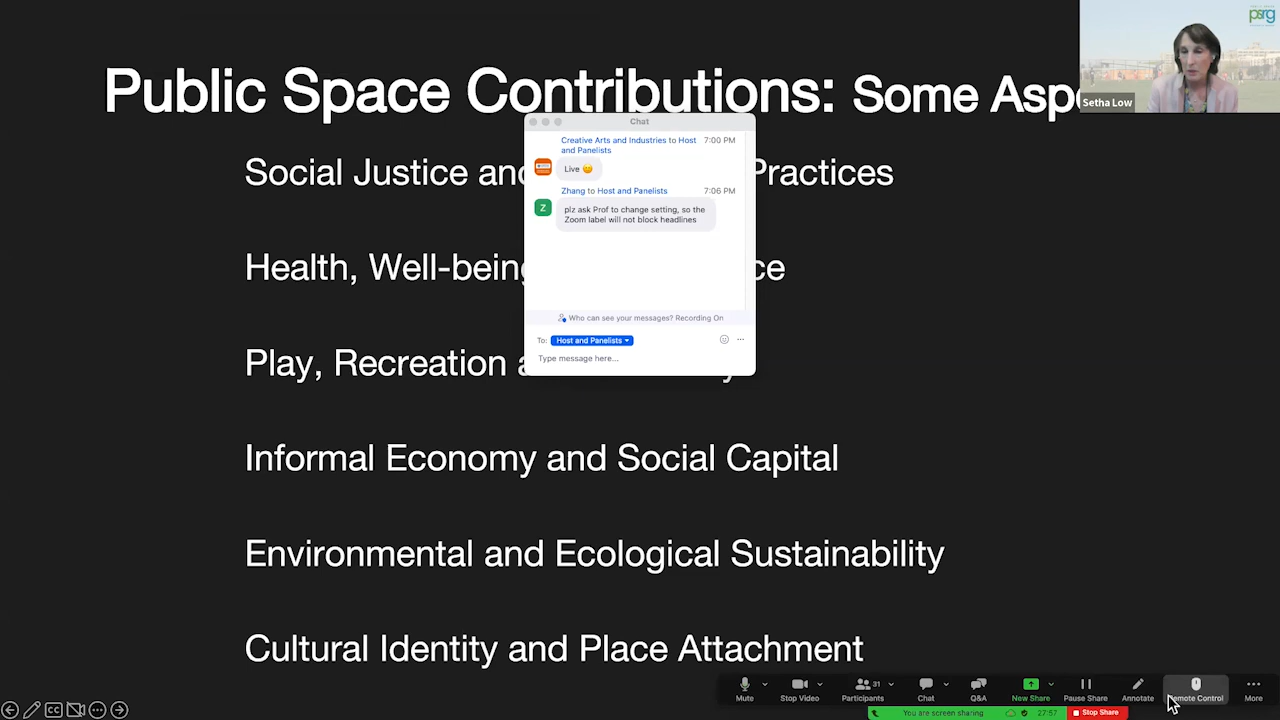 Public Space Contributions: Some Aspe
psrg
Setha Low
Social Justice and
Practices
Health, Well-being
ce
Play, Recreation a
y
Informal Economy and Social Capital
Environmental and Ecological Sustainability
Cultural Identity and Place Attachment
Chat
Creative Arts and Industries to Host
and Panelists
7:00 PM
Live
Zhang to Host and Panelists
7:06 PM
Z
plz ask Prof to change setting, so the
Zoom label will not block headlines
Who can see your messages? Recording On
To: Host and Panelists
Type message here...
CC
Mute
Stop Video
31
Participants
Chat
Q&A
New Share
Pause Share
Annotate
emote Control
More
You are screen sharing
27:57
Stop Share